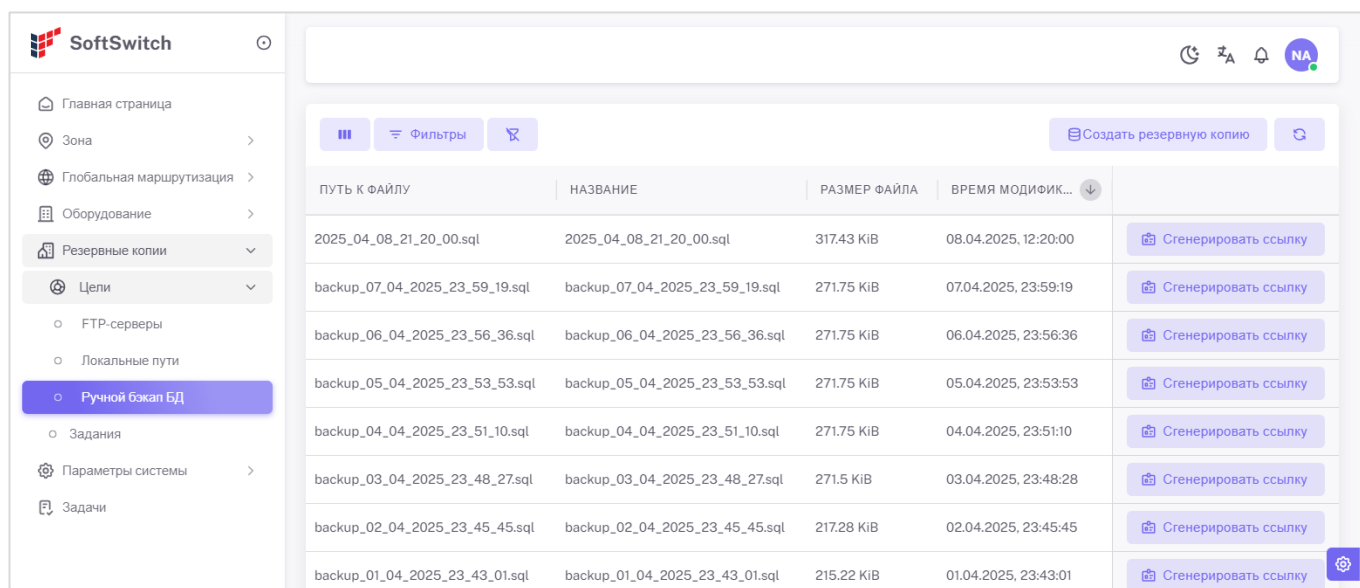 SoftSwitch
NA
Главная страница
Зона
Глобальная маршрутизация
Оборудование
Резервные копии
Цели
FTP-серверы
Локальные пути
Ручной бэкап БД
Задания
Параметры системы
Задачи
Фильтры
Создать резервную копию
ПУТЬ К ФАЙЛУ НАЗВАНИЕ РАЗМЕР ФАЙЛА ВРЕМЯ МОДИФИК...
2025_04_08_21_20_00.sql 2025_04_08_21_20_00.sql 317.43 KiB 08.04.2025, 12:20:00 Сгенерировать ссылку
backup_07_04_2025_23_59_19.sql backup_07_04_2025_23_59_19.sql 271.75 KiB 07.04.2025, 23:59:19 Сгенерировать ссылку
backup_06_04_2025_23_56_36.sql backup_06_04_2025_23_56_36.sql 271.75 KiB 06.04.2025, 23:56:36 Сгенерировать ссылку
backup_05_04_2025_23_53_53.sql backup_05_04_2025_23_53_53.sql 271.75 KiB 05.04.2025, 23:53:53 Сгенерировать ссылку
backup_04_04_2025_23_51_10.sql backup_04_04_2025_23_51_10.sql 271.75 KiB 04.04.2025, 23:51:10 Сгенерировать ссылку
backup_03_04_2025_23_48_27.sql backup_03_04_2025_23_48_27.sql 271.5 KiB 03.04.2025, 23:48:28 Сгенерировать ссылку
backup_02_04_2025_23_45_45.sql backup_02_04_2025_23_45_45.sql 217.28 KiB 02.04.2025, 23:45:45 Сгенерировать ссылку
backup_01_04_2025_23_43_01.sql backup_01_04_2025_23_43_01.sql 215.22 KiB 01.04.2025, 23:43:01 Сгенерировать ссылку